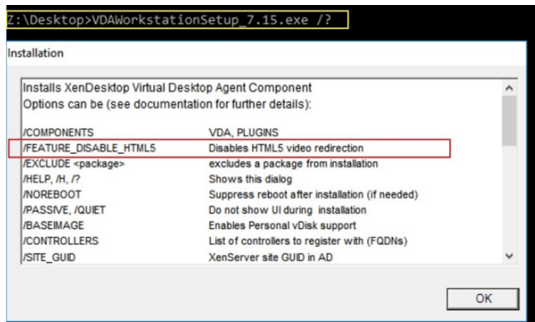 Z:\Desktop>VDAWorkstationSetup_7.15.exe /?
Installation
Installs XenDesktop Virtual Desktop Agent Component
Options can be (see documentation for further details):
/COMPONENTS VDA, PLUGINS
/FEATURE_DISABLE_HTML5 Disables HTML5 video redirection
/EXCLUDE <package> excludes a package from installation
/HELP, /H, /? Shows this dialog
/NOREBOOT Suppress reboot after installation (if needed)
/PASSIVE, /QUIET Do not show UI during installation
/BASEIMAGE Enables Personal vDisk support
/CONTROLLERS List of controllers to register with (FQDNs)
/SITE_GUID XenServer site GUID in AD
OK